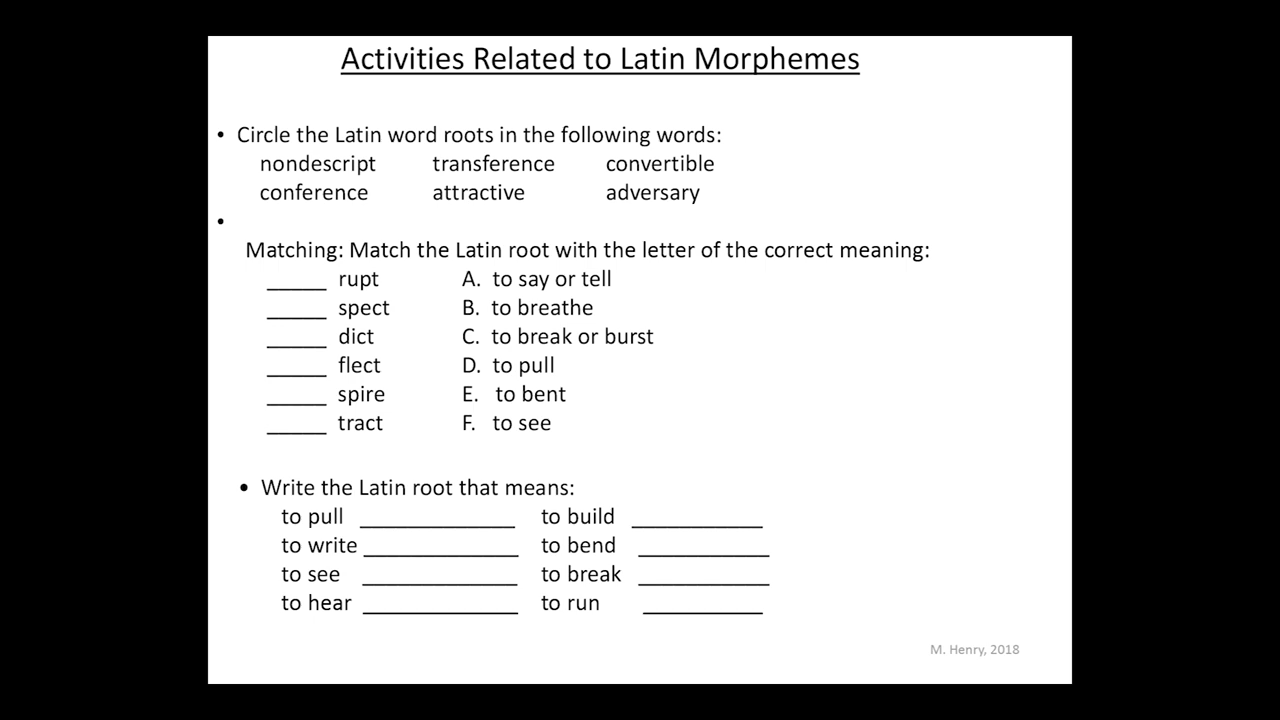 Activities Related to Latin Morphemes
• Circle the Latin word roots in the following words:
nondescript transference convertible
conference attractive adversary
•
Matching: Match the Latin root with the letter of the correct meaning:
_____ rupt A. to say or tell
_____ spect B. to breathe
_____ dict C. to break or burst
_____ flect D. to pull
_____ spire E. to bent
_____ tract F. to see
• Write the Latin root that means:
to pull _____________ to build ___________
to write _____________ to bend ___________
to see _____________ to break ___________
to hear _____________ to run __________
M. Henry, 2018